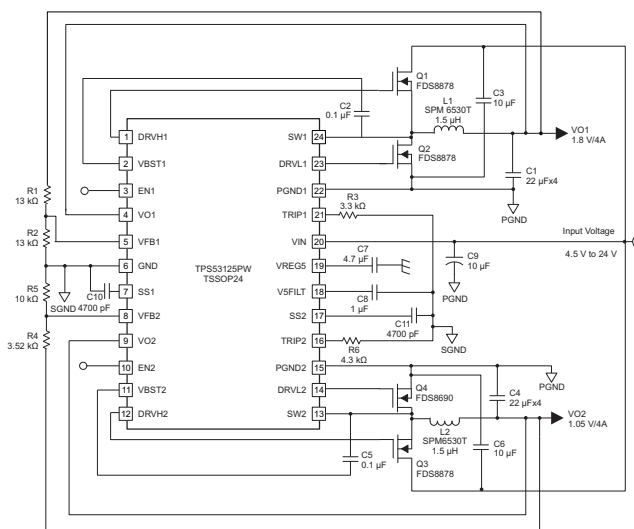 Q1
FDS8878
C2
0.1 µF
L1
SPM 6530T
1.5 µH
C3
10 µF
VO1
1.8 V/4A
Q2
FDS8878
C1
22 µFx4
PGND
1 DRVH1
2 VBST1
3 EN1
4 VO1
5 VFB1
6 GND
7 SS1
8 VFB2
9 VO2
10 EN2
11 VBST2
12 DRVH2
TPS53125PW
TSSOP24
SW1 24
DRVL1 23
PGND1 22
TRIP1 21
VIN 20
VREG5 19
V5FILT 18
SS2 17
TRIP2 16
PGND2 15
DRVL2 14
SW2 13
R1
13 kΩ
R2
13 kΩ
R5
10 kΩ
R4
3.52 kΩ
SGND
C10
4700 pF
R3
3.3 kΩ
Input Voltage
4.5 V to 24 V
C7
4.7 µF
C9
10 µF
PGND
C8
1 µF
C11
4700 pF
SGND
R6
4.3 kΩ
PGND
Q4
FDS8690
C4
22 µFx4
VO2
1.05 V/4A
L2
SPM6530T
1.5 µH
C6
10 µF
C5
0.1 µF
Q3
FDS8878